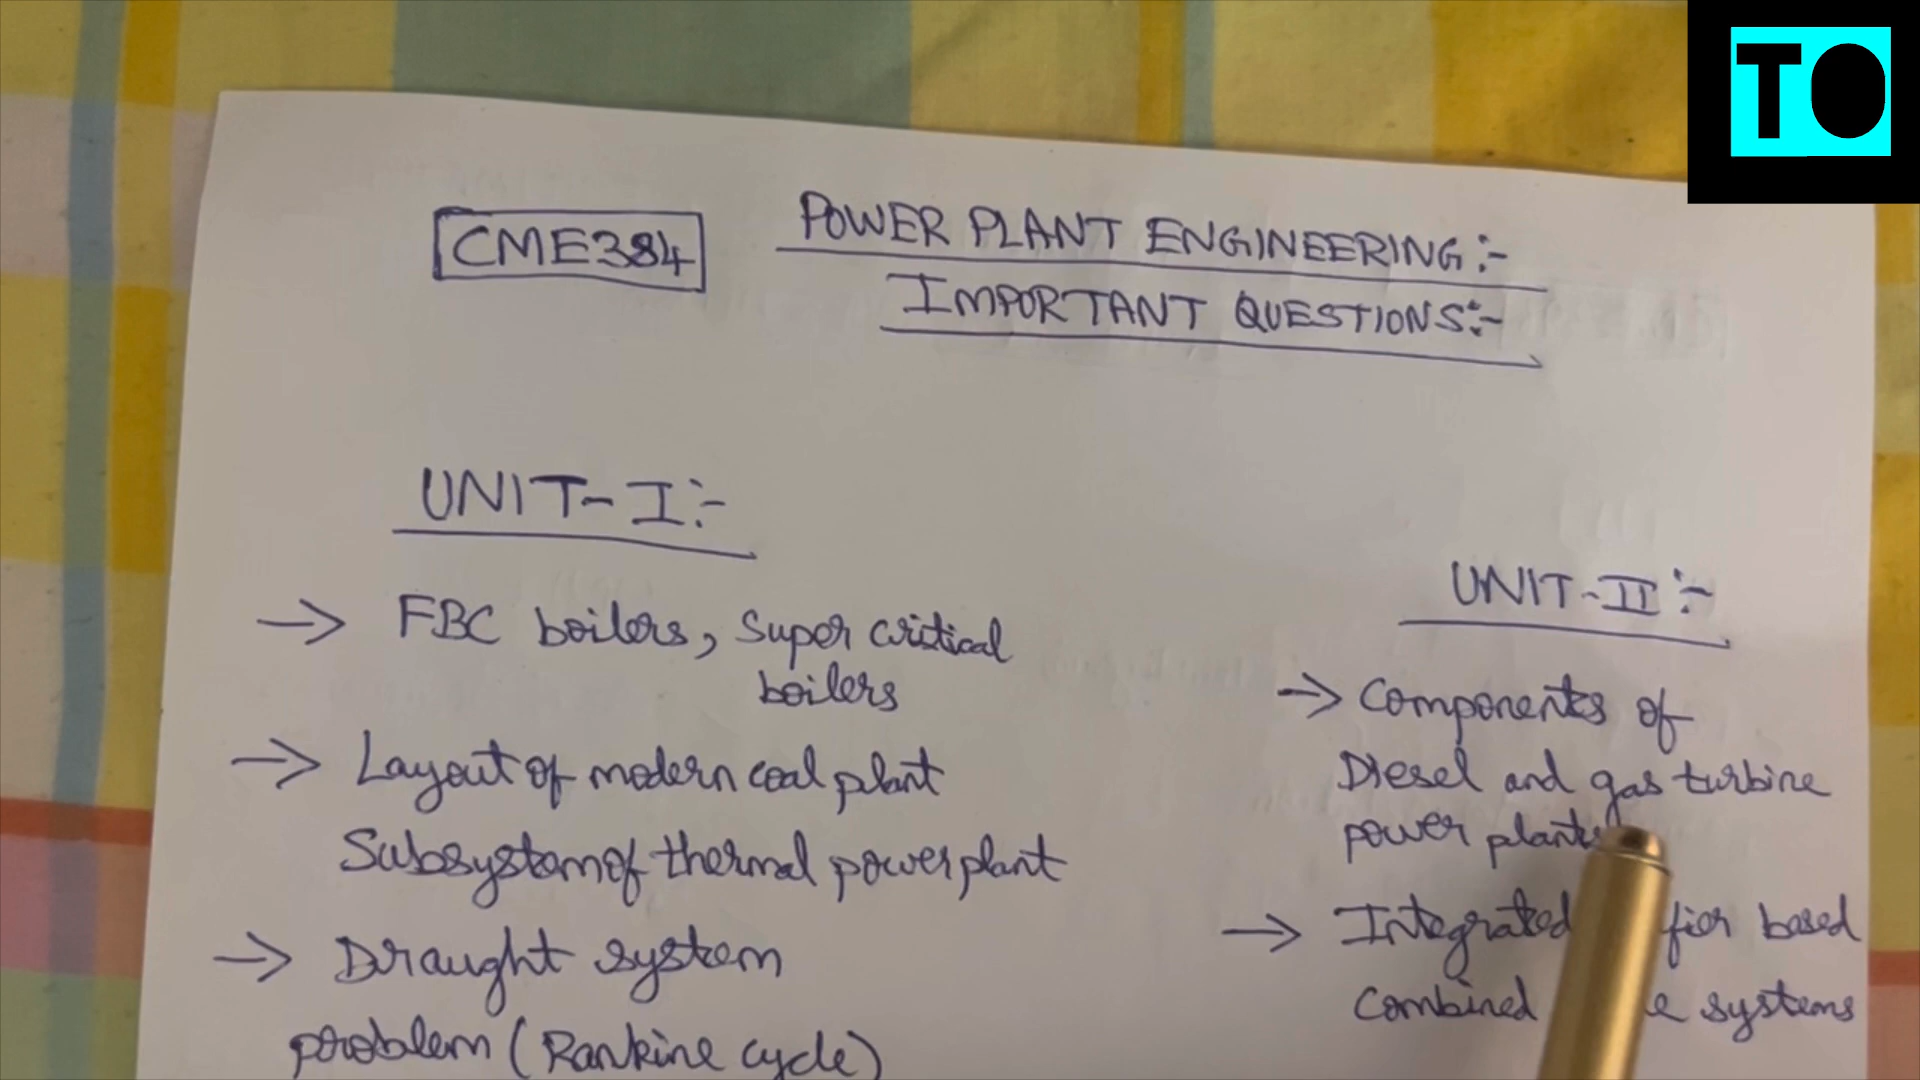 TO
CME384
POWER PLANT ENGINEERING:-
IMPORTANT QUESTIONS:-
UNIT-I:-
→ FBC boilers, Super critical
boilers
→ Layout of modern coal plant
Subsystem of thermal power plant
→ Draught system
problem (Rankine cycle)
UNIT-II:-
→ Components of
Diesel and gas turbine
power plants
→ Integrated fier based
Combined systems